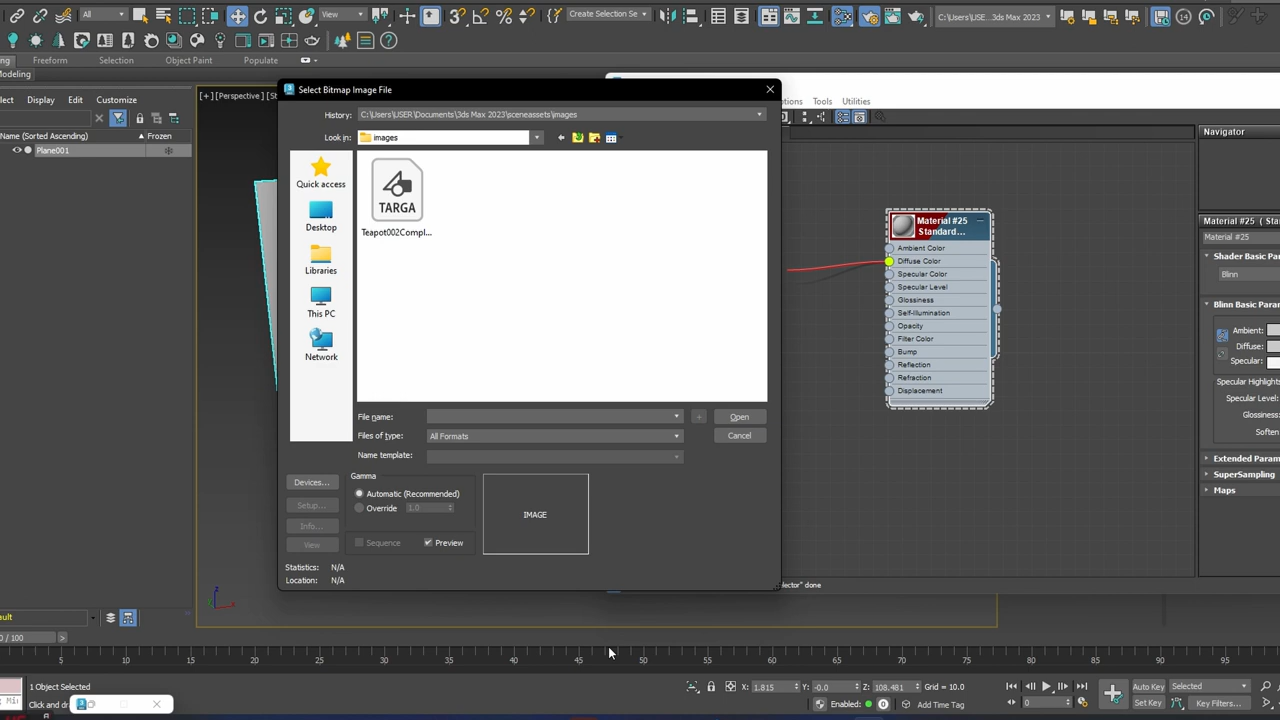 All
View
Create Selection Se
C:\Users\USE...3ds Max 2023
Freeform
Selection
Object Paint
Populate
Modeling
Display
Edit
Customize
Name (Sorted Ascending)
Frozen
Plane001
[+] [Perspective]
Select Bitmap Image File
History:
C:\Users\USER\Documents\3ds Max 2023\sceneassets\images
Look in:
images
Quick access
Desktop
Libraries
This PC
Network
TARGA
Teapot002Compl...
File name:
Open
Files of type:
All Formats
Cancel
Name template:
Devices...
Setup...
Info...
View
Gamma
Automatic (Recommended)
Override
1.0
Sequence
Preview
IMAGE
Statistics:
N/A
Location:
N/A
Tools
Utilities
Material #25
Standard...
Ambient Color
Diffuse Color
Specular Color
Specular Level
Glossiness
Self-Illumination
Opacity
Filter Color
Bump
Reflection
Refraction
Displacement
Navigator
Material #25 ( Sta
Material #25
Shader Basic Par
Blinn
Blinn Basic Param
Ambient:
Diffuse:
Specular:
Specular Highlights
Specular Level:
Glossiness:
Soften:
Extended Param
SuperSampling
Maps
elector" done
0 / 100
5
10
15
20
25
30
35
40
45
50
55
60
65
70
75
80
85
90
95
1 Object Selected
X: 1.815
Y: -0.0
Z: 108.481
Grid = 10.0
Enabled:
Add Time Tag
0
Auto Key
Selected
Set Key
Key Filters...